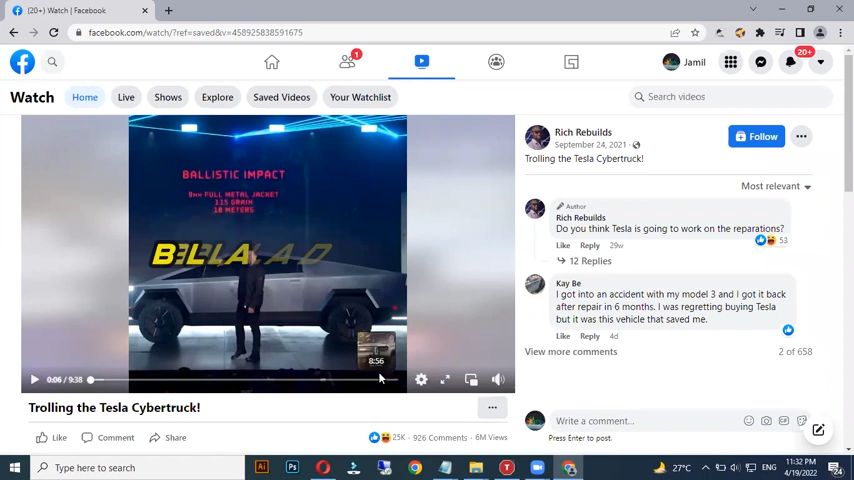 (20+) Watch | Facebook
facebook.com/watch/?ref=saved&v=458925838591675
1
Jamil
20+
Watch
Home
Live
Shows
Explore
Saved Videos
Your Watchlist
Search videos
BALLISTIC IMPACT
9MM FULL METAL JACKET
115 GRAIN
10 METERS
8:56
0:06 / 9:38
Trolling the Tesla Cybertruck!
Like
Comment
Share
25K · 926 Comments · 6M Views
Rich Rebuilds
September 24, 2021 ·
Follow
Trolling the Tesla Cybertruck!
Most relevant
Author
Rich Rebuilds
Do you think Tesla is going to work on the reparations?
53
Like Reply 29w
12 Replies
Kay Be
I got into an accident with my model 3 and I got it back
after repair in 6 months. I was regretting buying Tesla
but it was this vehicle that saved me.
Like Reply 4d
View more comments
2 of 658
Write a comment...
GIF
Press Enter to post.
Type here to search
Ai
Ps
T
27°C
ENG
11:32 PM
4/19/2022
24